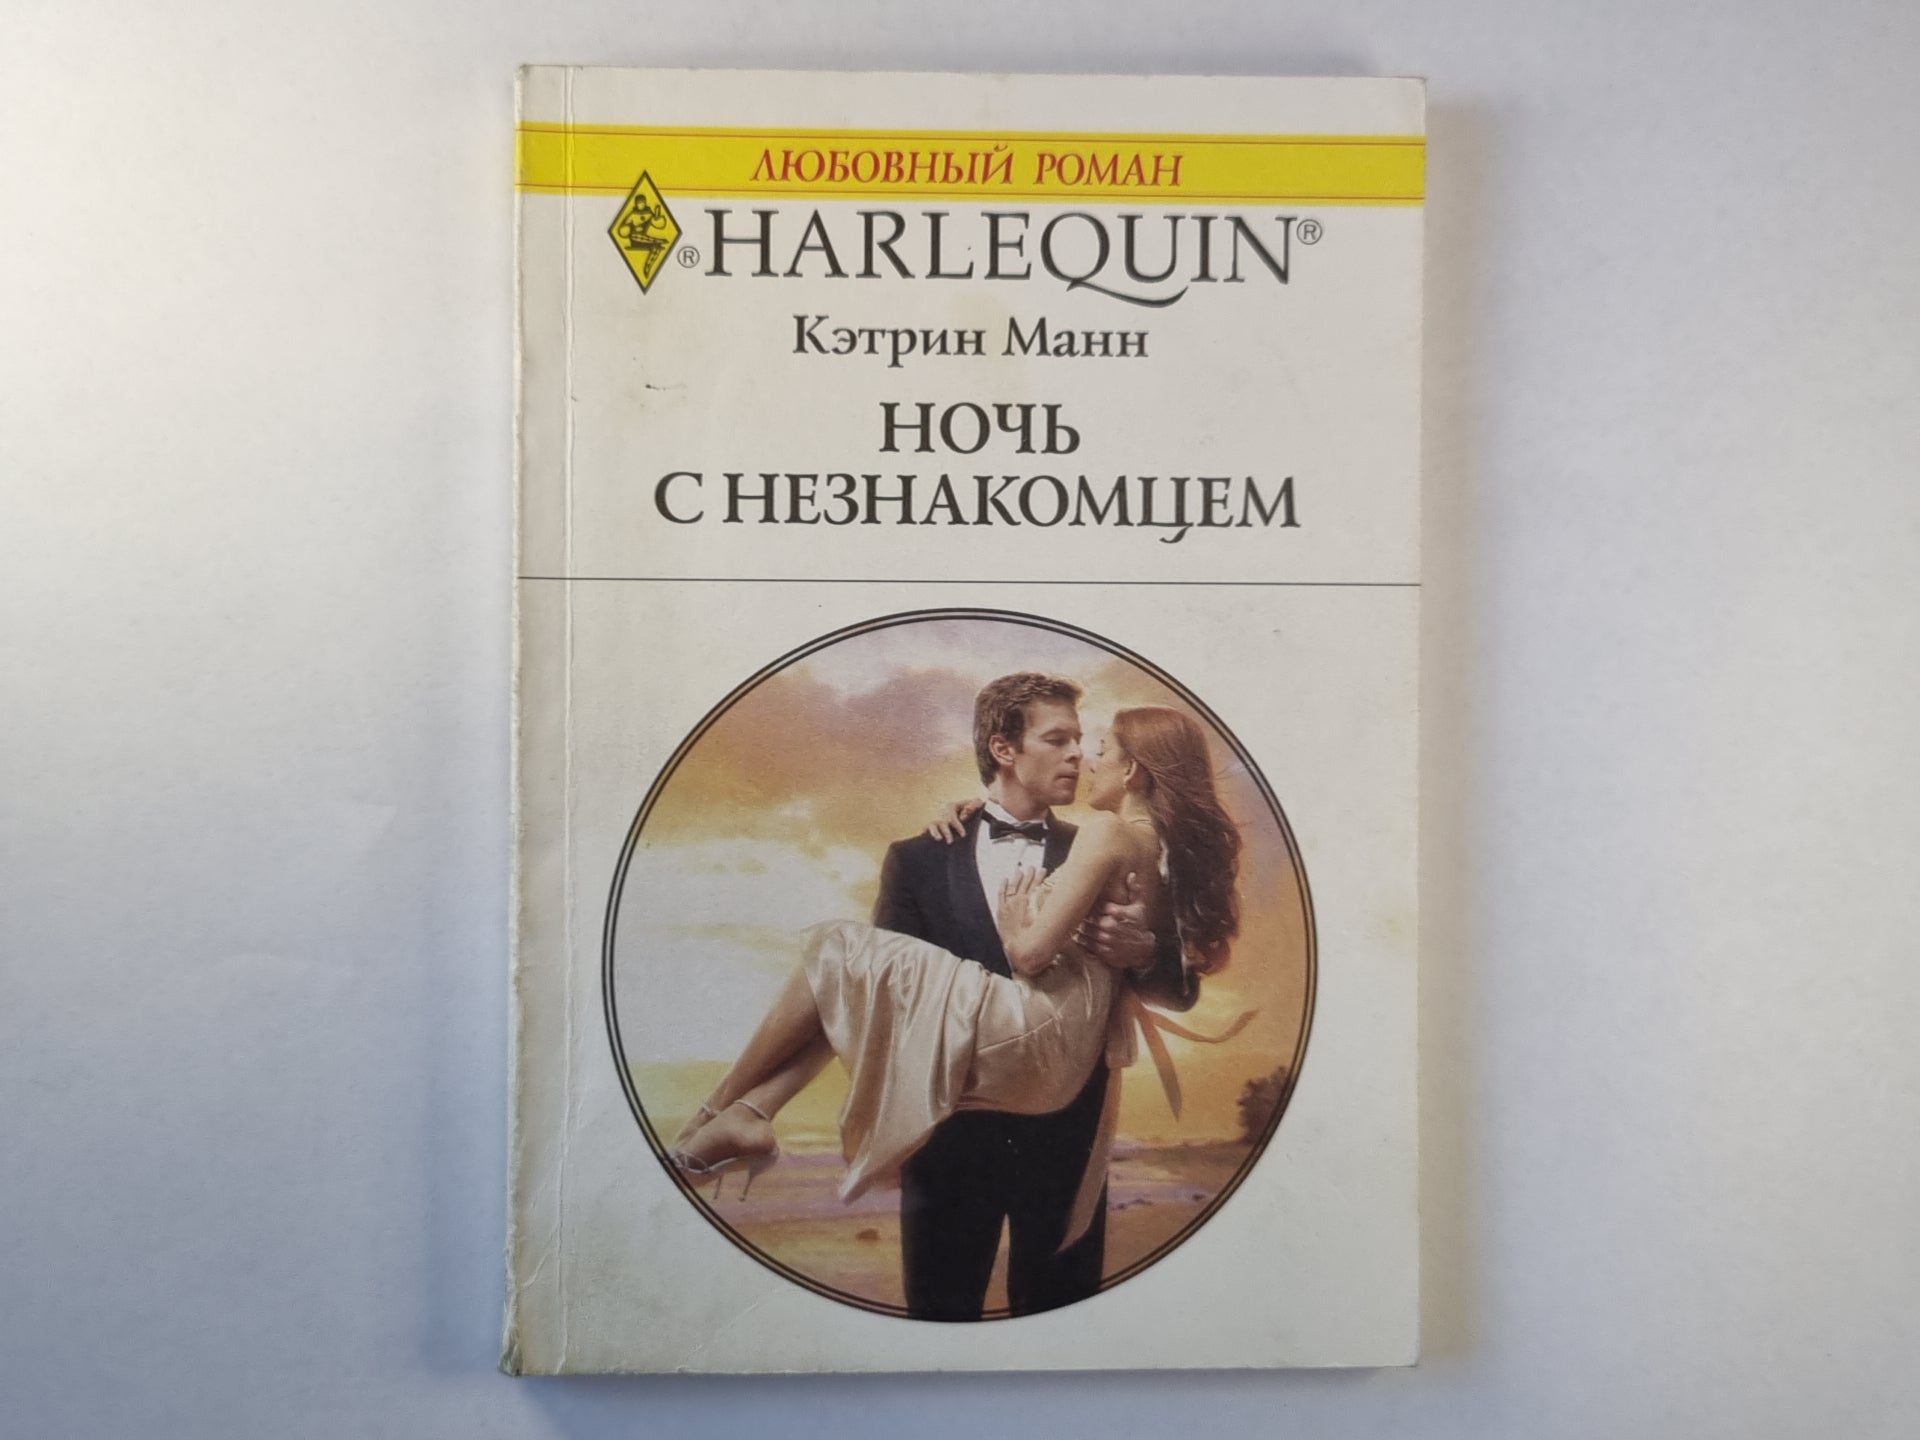 ЛЮБОВНЫЙ РОМАН
® HARLEQUIN®
Кэтрин Манн
НОЧЬ
С НЕЗНАКОМЦЕМ